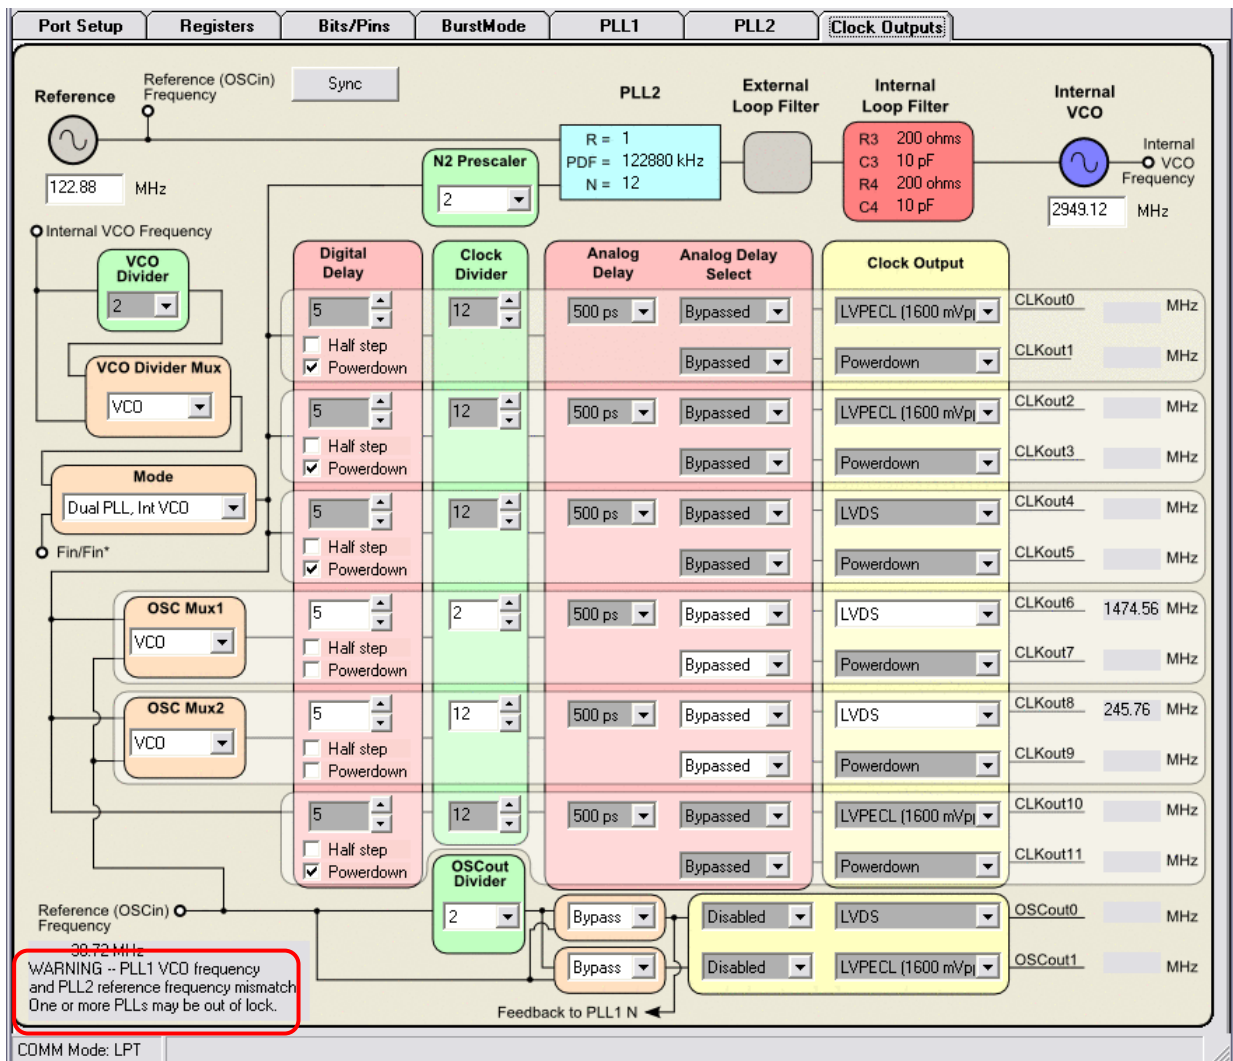 Port Setup Registers Bits/Pins BurstMode PLL1 PLL2 Clock Outputs
Reference (OSCin)
Frequency
Sync
Reference
PLL2
External
Loop Filter
Internal
Loop Filter
Internal
VCO
R = 1
PDF = 122880 kHz
N = 12
R3 200 ohms
C3 10 pF
R4 200 ohms
C4 10 pF
Internal
VCO
Frequency
122.88 MHz
N2 Prescaler
2
2949.12 MHz
Internal VCO Frequency
VCO
Divider
2
Digital
Delay
Clock
Divider
Analog
Delay
Analog Delay
Select
Clock Output
5 12 500 ps Bypassed LVPECL (1600 mVp CLKout0 MHz
Half step
Powerdown
Bypassed Powerdown CLKout1 MHz
VCO Divider Mux
VCO
5 12 500 ps Bypassed LVPECL (1600 mVp CLKout2 MHz
Half step
Powerdown
Bypassed Powerdown CLKout3 MHz
Mode
Dual PLL, Int VCO
Fin/Fin*
5 12 500 ps Bypassed LVDS CLKout4 MHz
Half step
Powerdown
Bypassed Powerdown CLKout5 MHz
OSC Mux1
VCO
5 2 500 ps Bypassed LVDS CLKout6 1474.56 MHz
Half step
Powerdown
Bypassed Powerdown CLKout7 MHz
OSC Mux2
VCO
5 12 500 ps Bypassed LVDS CLKout8 245.76 MHz
Half step
Powerdown
Bypassed Powerdown CLKout9 MHz
5 12 500 ps Bypassed LVPECL (1600 mVp CLKout10 MHz
Half step
Powerdown
Bypassed Powerdown CLKout11 MHz
OSCout
Divider
2
Reference (OSCin)
Frequency
Bypass Disabled LVDS OSCout0 MHz
Bypass Disabled LVPECL (1600 mVp OSCout1 MHz
WARNING -- PLL1 VCO frequency
and PLL2 reference frequency mismatch
One or more PLLs may be out of lock.
Feedback to PLL1 N
COMM Mode: LPT